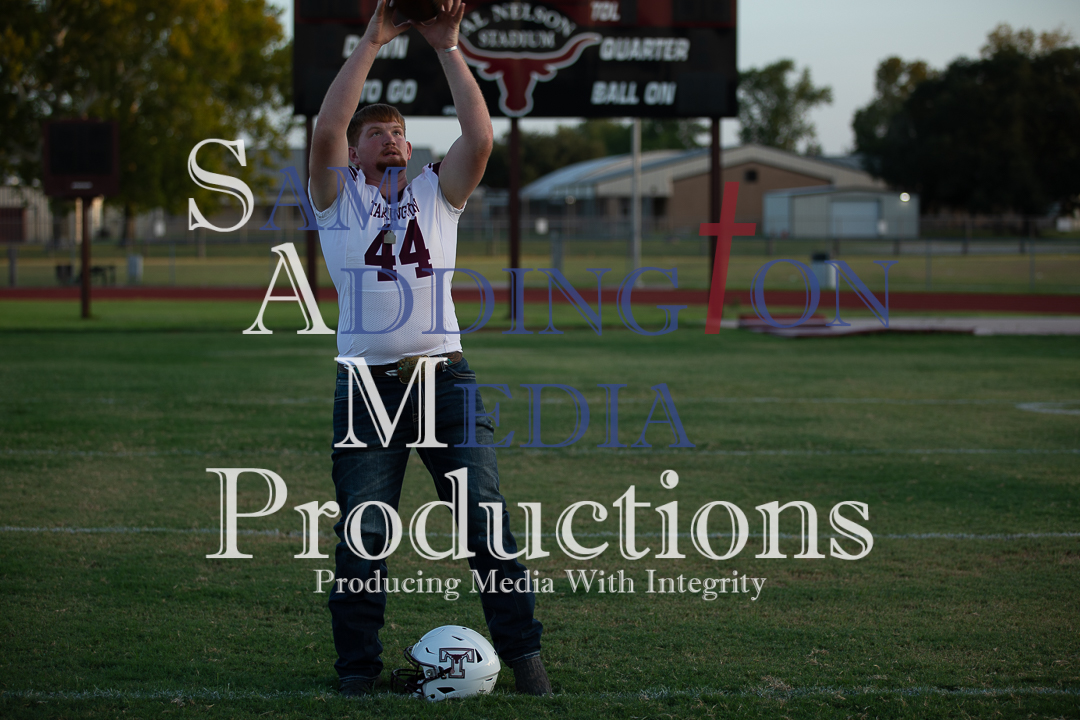 AL NELSON
STADIUM
TOL
DOWN
QUARTER
TO GO
BALL ON
SAM
TARKINGTON
44
ADDINGTON
MEDIA
Productions
Producing Media With Integrity
T